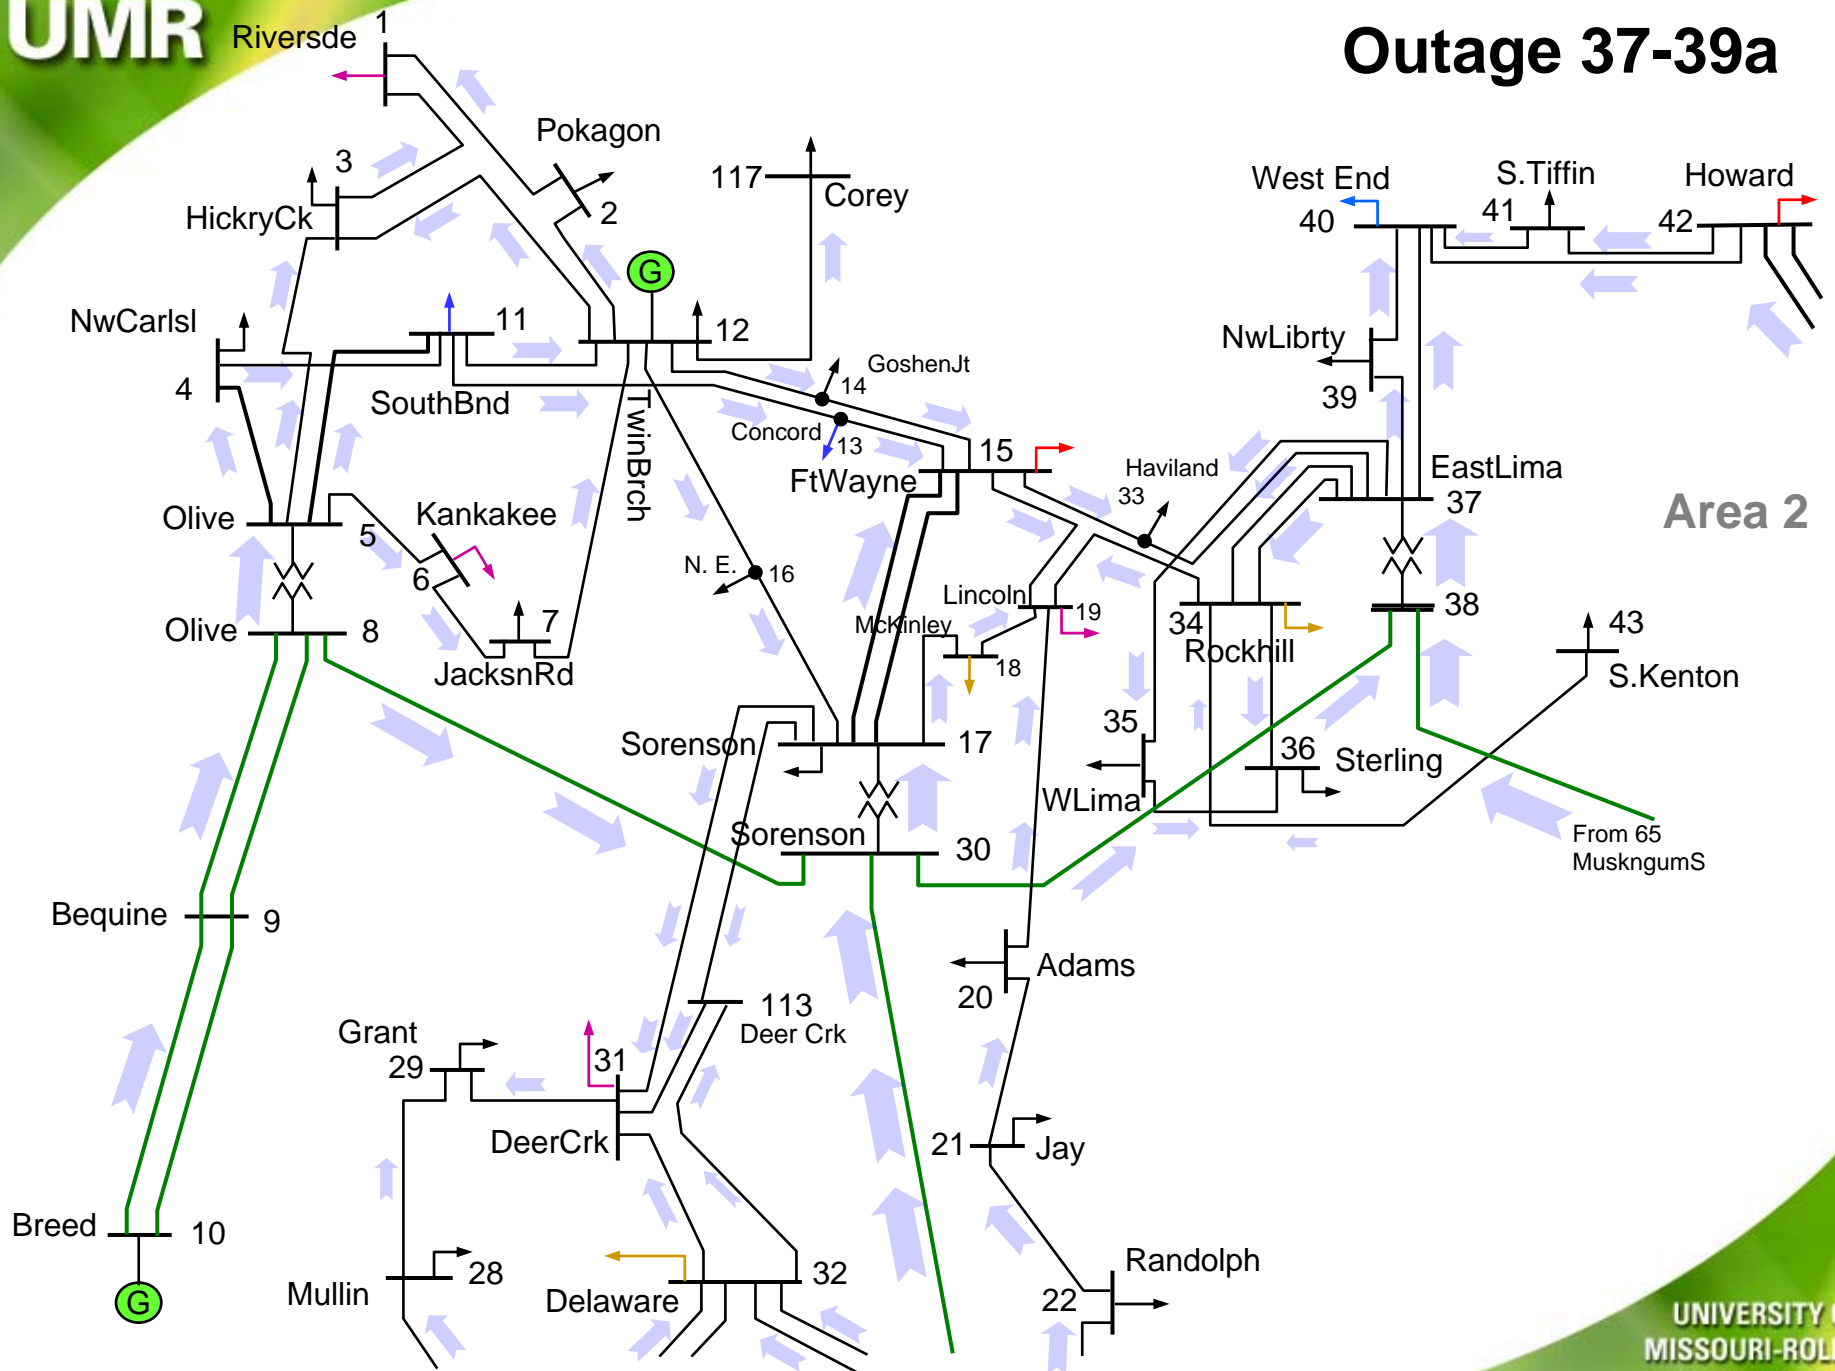 UMR
Outage 37-39a
Riversde 1
Pokagon
2
3
HickryCk
117
Corey
West End
40
S.Tiffin
41
Howard
42
G
NwCarlsl
4
11
SouthBnd
12
TwinBrch
GoshenJt
14
Concord
13
NwLibrty
39
15
FtWayne
Haviland
33
EastLima
37
Area 2
Olive
5
Kankakee
6
N. E.
16
Lincoln
19
McKinley
18
34
Rockhill
38
43
S.Kenton
Olive
8
7
JacksnRd
Sorenson
17
35
WLima
36
Sterling
Sorenson
30
From 65
MuskngumS
Bequine
9
Adams
20
113
Deer Crk
Grant
29
31
DeerCrk
21
Jay
Breed
10
G
Mullin
28
Delaware
32
Randolph
22
UNIVERSITY
MISSOURI-ROL